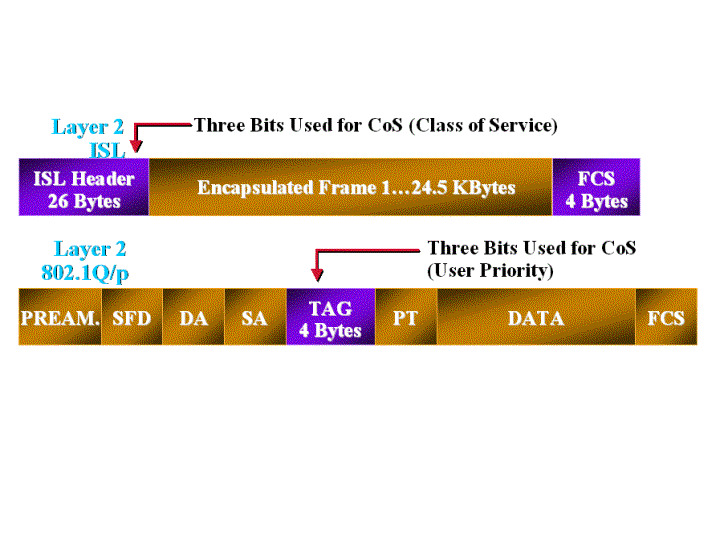 Layer 2
ISL
Three Bits Used for CoS (Class of Service)
ISL Header
26 Bytes
Encapsulated Frame 1...24.5 KBytes
FCS
4 Bytes
Layer 2
802.1Q/p
Three Bits Used for CoS
(User Priority)
PREAM.
SFD
DA
SA
TAG
4 Bytes
PT
DATA
FCS